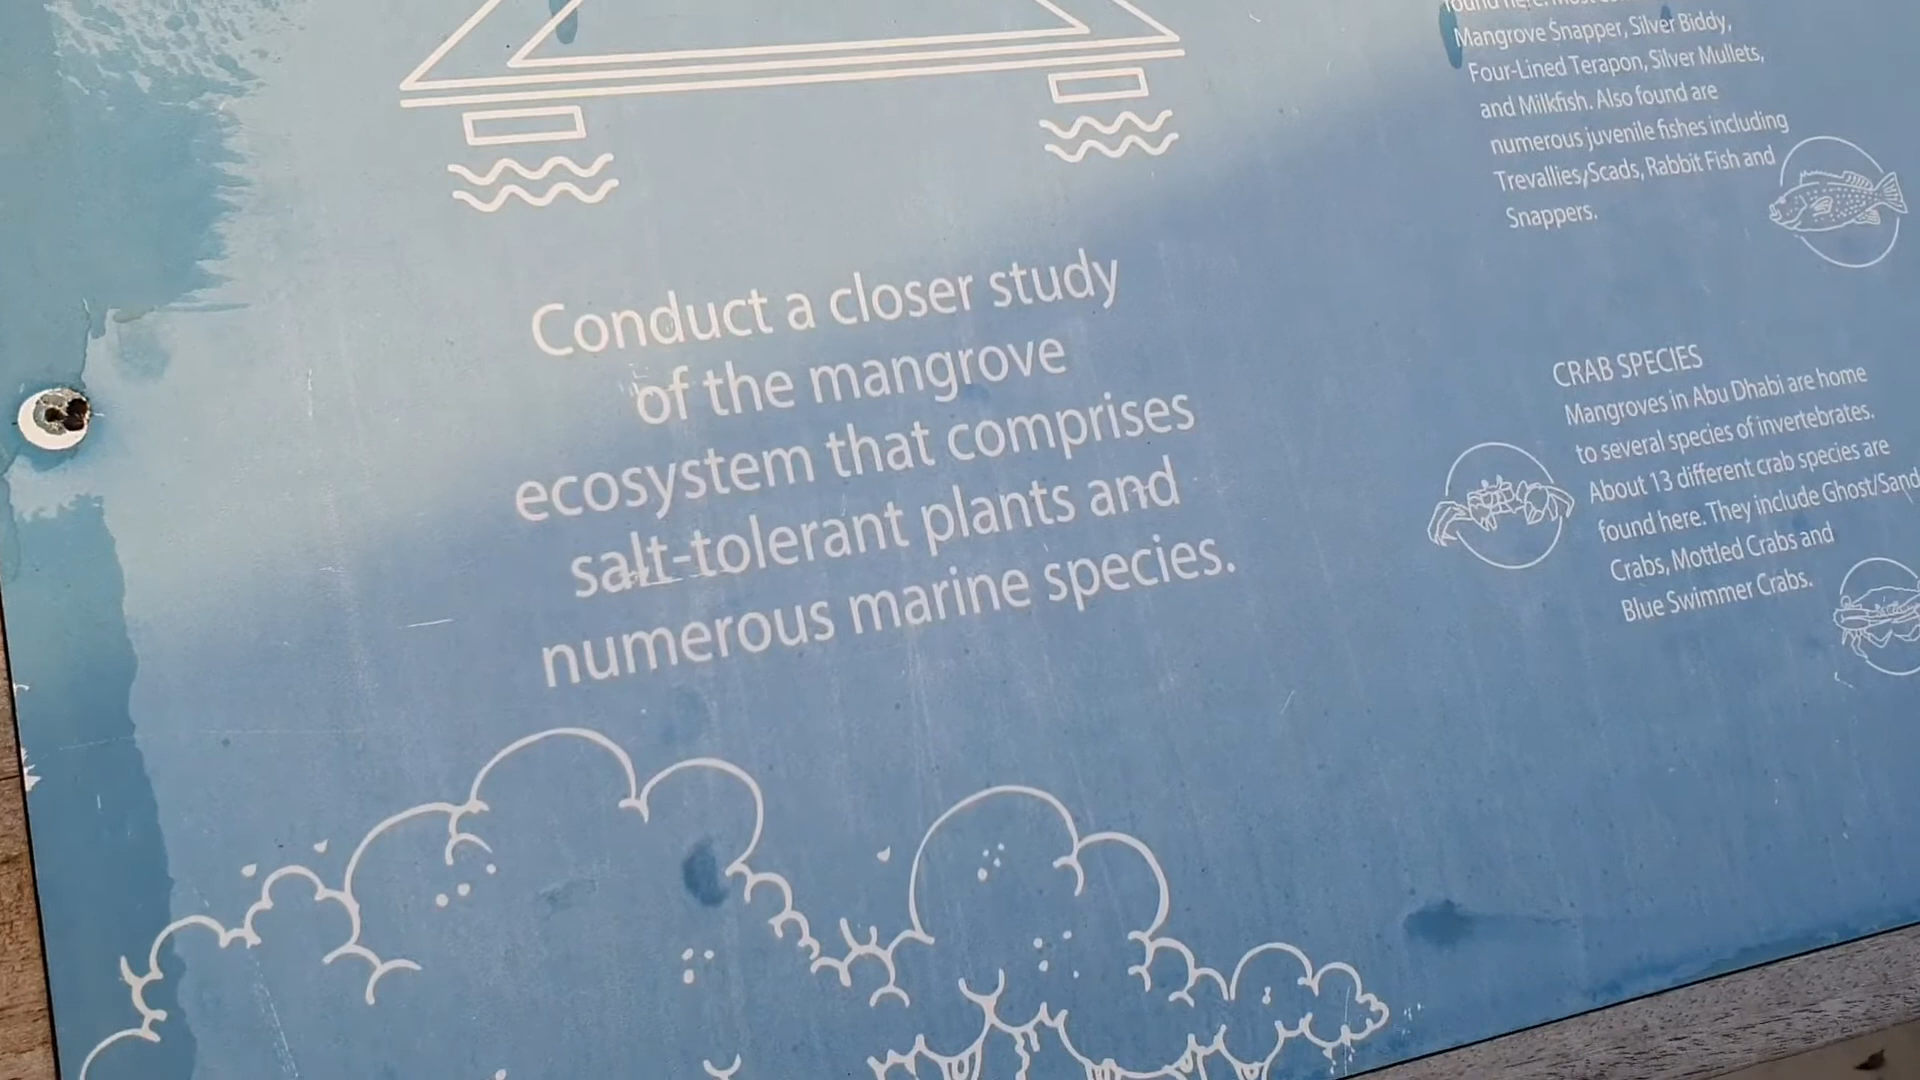 Conduct a closer study
of the mangrove
ecosystem that comprises
salt-tolerant plants and
numerous marine species.
found here. Most
Mangrove Snapper, Silver Biddy,
Four-Lined Terapon, Silver Mullets,
and Milkfish. Also found are
numerous juvenile fishes including
Trevallies, Scads, Rabbit Fish and
Snappers.
CRAB SPECIES
Mangroves in Abu Dhabi are home
to several species of invertebrates.
About 13 different crab species are
found here. They include Ghost/Sand
Crabs, Mottled Crabs and
Blue Swimmer Crabs.